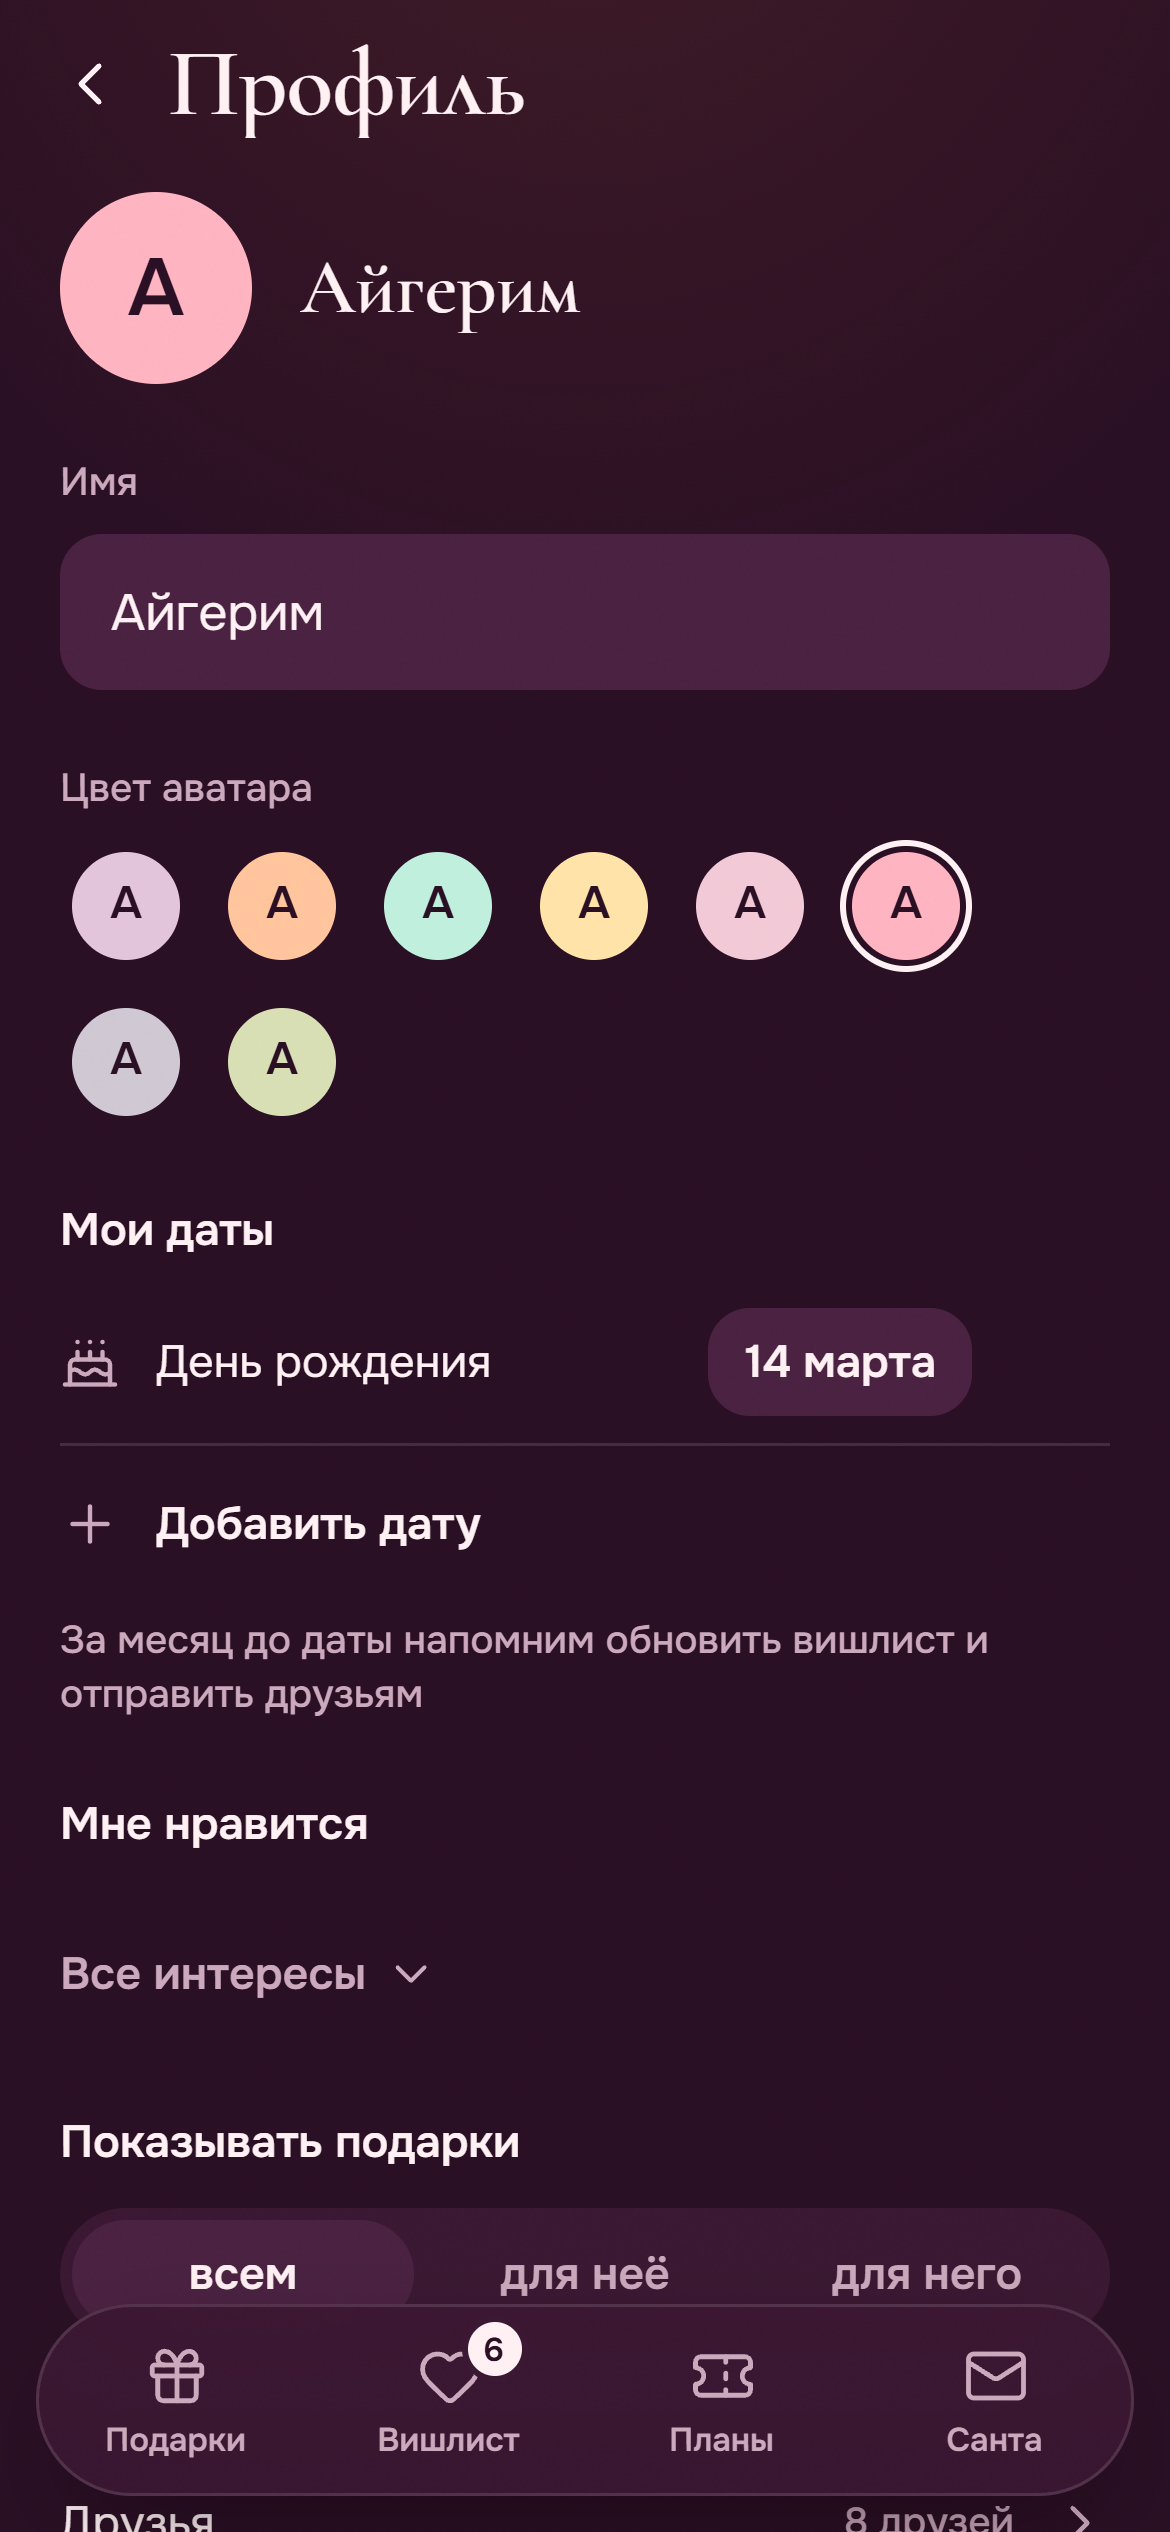 Профиль
А
Айгерим
Имя
Айгерим
Цвет аватара
А А А А А А
А А
Мои даты
День рождения 14 марта
Добавить дату
За месяц до даты напомним обновить вишлист и
отправить друзьям
Мне нравится
Все интересы
Показывать подарки
всем для неё для него
6
Подарки Вишлист Планы Санта
Друзья 8 друзей